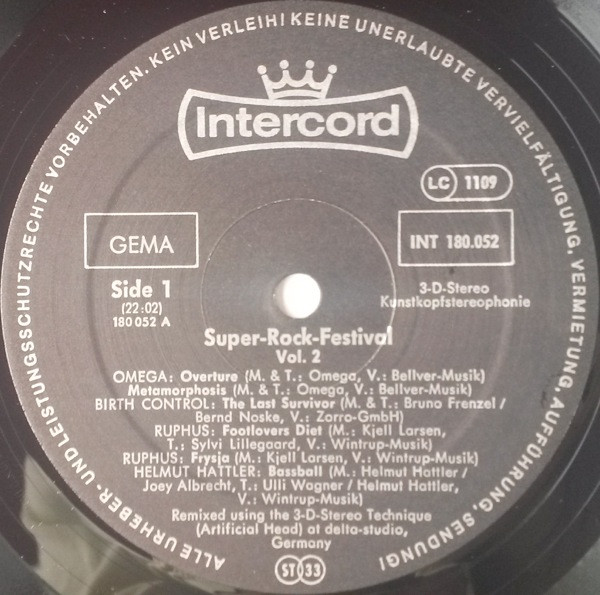 ALLE URHEBER- UND LEISTUNGSSCHUTZRECHTE VORBEHALTEN. KEIN VERLEIH! KEINE UNERLAUBTE VERVIELFÄLTIGUNG, VERMIETUNG, AUFFÜHRUNG, SENDUNG!
Intercord
LC 1109
GEMA
INT 180.052
Side 1
(22:02)
180 052 A
3-D-Stereo
Kunstkopfstereophonie
Super-Rock-Festival
Vol. 2
OMEGA: Overture (M. & T.: Omega, V.: Bellver-Musik)
Metamorphosis (M. & T.: Omega, V.: Bellver-Musik)
BIRTH CONTROL: The Last Survivor (M. & T.: Bruno Frenzel /
Bernd Noske, V.: Zorro-GmbH)
RUPHUS: Footlovers Diet (M.: Kjell Larsen,
T.: Sylvi Lillegaard, V.: Wintrup-Musik)
RUPHUS: Frysja (M.: Kjell Larsen, V.: Wintrup-Musik)
HELMUT HATTLER: Bassball (M.: Helmut Hattler /
Joey Albrecht, T.: Ulli Wagner / Helmut Hattler,
V.: Wintrup-Musik)
Remixed using the 3-D-Stereo Technique
(Artificial Head) at delta-studio,
Germany
ST 33